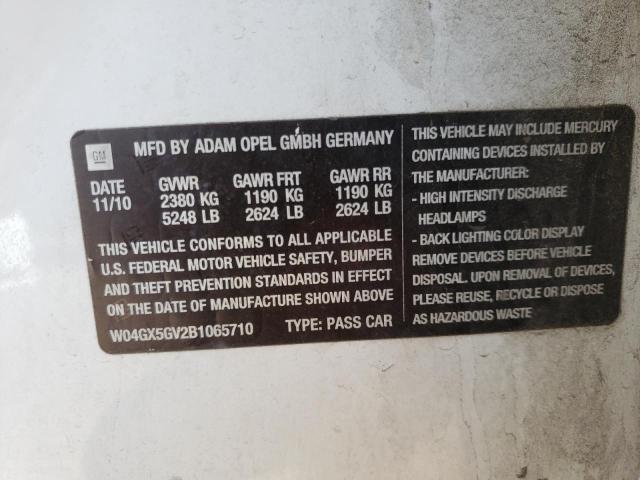 GM
MFD BY ADAM OPEL GMBH GERMANY
DATE GVWR GAWR FRT GAWR RR
11/10 2380 KG 1190 KG 1190 KG
5248 LB 2624 LB 2624 LB
THIS VEHICLE CONFORMS TO ALL APPLICABLE
U.S. FEDERAL MOTOR VEHICLE SAFETY, BUMPER
AND THEFT PREVENTION STANDARDS IN EFFECT
ON THE DATE OF MANUFACTURE SHOWN ABOVE
W04GX5GV2B1065710 TYPE: PASS CAR
THIS VEHICLE MAY INCLUDE MERCURY
CONTAINING DEVICES INSTALLED BY
THE MANUFACTURER:
- HIGH INTENSITY DISCHARGE
HEADLAMPS
- BACK LIGHTING COLOR DISPLAY
REMOVE DEVICES BEFORE VEHICLE
DISPOSAL. UPON REMOVAL OF DEVICES,
PLEASE REUSE, RECYCLE OR DISPOSE
AS HAZARDOUS WASTE